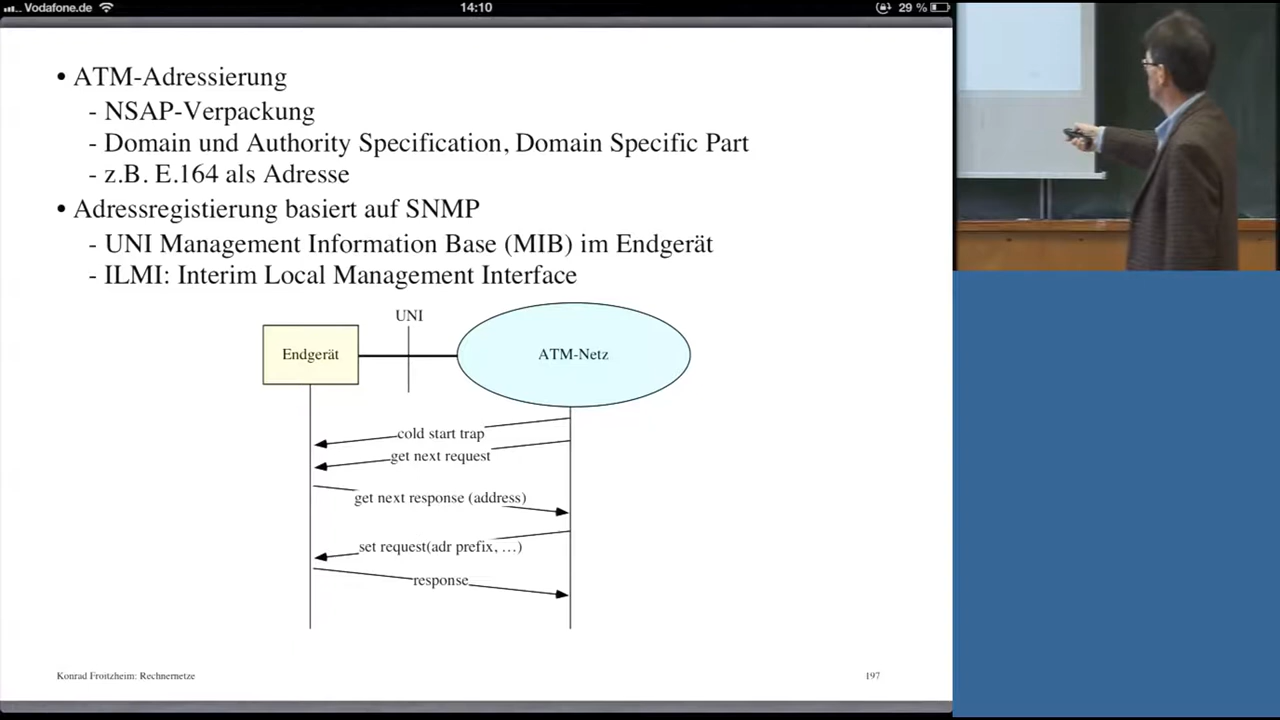 Vodafone.de
14:10
29 %
• ATM-Adressierung
- NSAP-Verpackung
- Domain und Authority Specification, Domain Specific Part
- z.B. E.164 als Adresse
• Adressregistierung basiert auf SNMP
- UNI Management Information Base (MIB) im Endgerät
- ILMI: Interim Local Management Interface
UNI
Endgerät
ATM-Netz
cold start trap
get next request
get next response (address)
set request(adr prefix, …)
response
Konrad Froitzheim: Rechnernetze
197